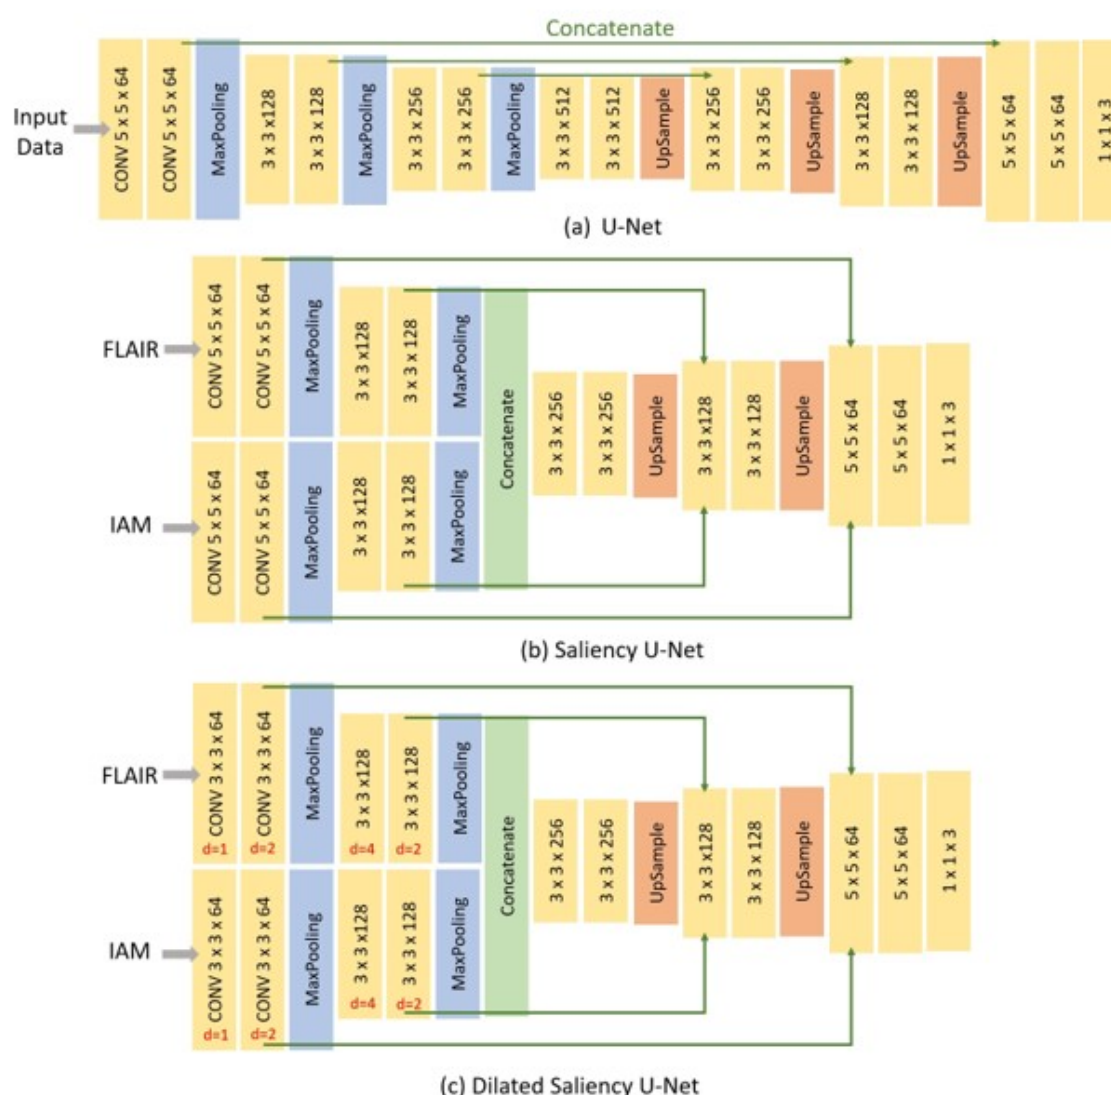 Concatenate
Input
Data
CONV 5 x 5 x 64
CONV 5 x 5 x 64
MaxPooling
3 x 3 x128
3 x 3 x 128
MaxPooling
3 x 3 x 256
3 x 3 x 256
MaxPooling
3 x 3 x 512
3 x 3 x 512
UpSample
3 x 3 x 256
3 x 3 x 256
UpSample
3 x 3 x128
3 x 3 x 128
UpSample
5 x 5 x 64
5 x 5 x 64
1 x 1 x 3
(a) U-Net
FLAIR
CONV 5 x 5 x 64
CONV 5 x 5 x 64
MaxPooling
3 x 3 x128
3 x 3 x 128
MaxPooling
IAM
CONV 5 x 5 x 64
CONV 5 x 5 x 64
MaxPooling
3 x 3 x128
3 x 3 x 128
MaxPooling
Concatenate
3 x 3 x 256
3 x 3 x 256
UpSample
3 x 3 x128
3 x 3 x 128
UpSample
5 x 5 x 64
5 x 5 x 64
1 x 1 x 3
(b) Saliency U-Net
FLAIR
CONV 3 x 3 x 64
d=1
CONV 3 x 3 x 64
d=2
MaxPooling
3 x 3 x128
d=4
3 x 3 x 128
d=2
MaxPooling
IAM
CONV 3 x 3 x 64
d=1
CONV 3 x 3 x 64
d=2
MaxPooling
3 x 3 x128
d=4
3 x 3 x 128
d=2
MaxPooling
Concatenate
3 x 3 x 256
3 x 3 x 256
UpSample
3 x 3 x128
3 x 3 x 128
UpSample
5 x 5 x 64
5 x 5 x 64
1 x 1 x 3
(c) Dilated Saliency U-Net